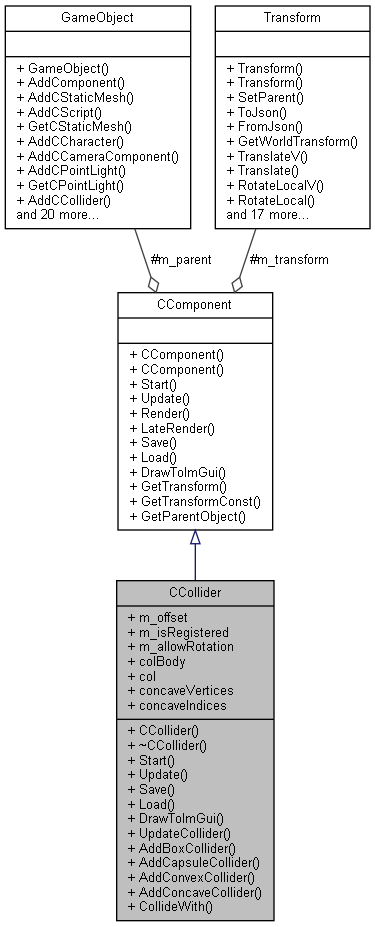 GameObject
+ GameObject()
+ AddComponent()
+ AddCStaticMesh()
+ AddCScript()
+ GetCStaticMesh()
+ AddCCharacter()
+ AddCCameraComponent()
+ AddCPointLight()
+ GetCPointLight()
+ AddCCollider()
and 20 more...
Transform
+ Transform()
+ Transform()
+ SetParent()
+ ToJson()
+ FromJson()
+ GetWorldTransform()
+ TranslateV()
+ Translate()
+ RotateLocalV()
+ RotateLocal()
and 17 more...
#m_parent
#m_transform
CComponent
+ CComponent()
+ CComponent()
+ Start()
+ Update()
+ Render()
+ LateRender()
+ Save()
+ Load()
+ DrawToImGui()
+ GetTransform()
+ GetTransformConst()
+ GetParentObject()
CCollider
+ m_offset
+ m_isRegistered
+ m_allowRotation
+ colBody
+ col
+ concaveVertices
+ concaveIndices
+ CCollider()
+ ~CCollider()
+ Start()
+ Update()
+ Save()
+ Load()
+ DrawToImGui()
+ UpdateCollider()
+ AddBoxCollider()
+ AddCapsuleCollider()
+ AddConvexCollider()
+ AddConcaveCollider()
+ CollideWith()